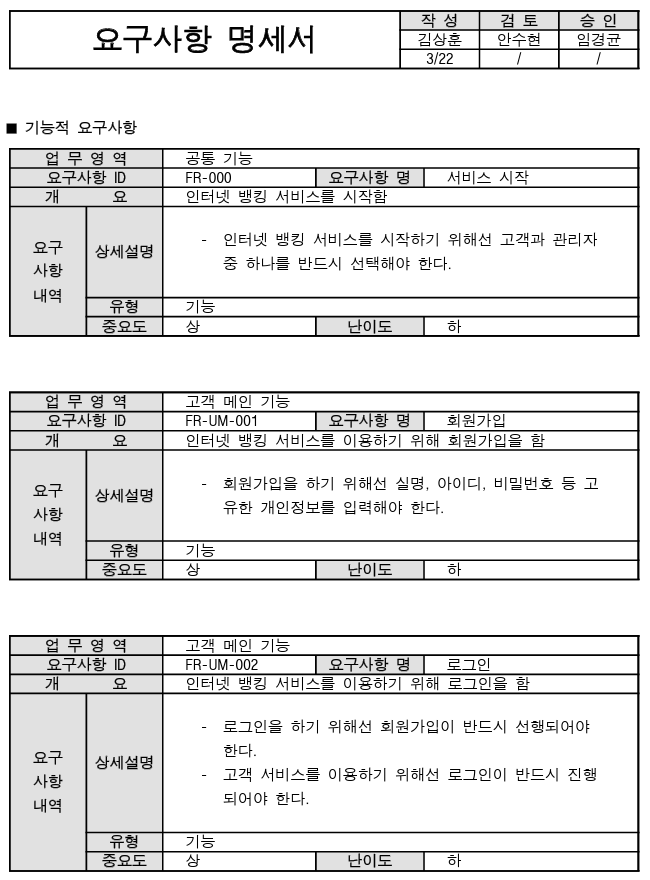 요구사항 명세서
작 성 검 토 승 인
김상훈 안수현 임경균
3/22 / /
■ 기능적 요구사항
업 무 영 역 공통 기능
요구사항 ID FR-000 요구사항 명 서비스 시작
개 요 인터넷 뱅킹 서비스를 시작함
요구
사항
내역
상세설명
- 인터넷 뱅킹 서비스를 시작하기 위해선 고객과 관리자
중 하나를 반드시 선택해야 한다.
유형 기능
중요도 상 난이도 하
업 무 영 역 고객 메인 기능
요구사항 ID FR-UM-001 요구사항 명 회원가입
개 요 인터넷 뱅킹 서비스를 이용하기 위해 회원가입을 함
요구
사항
내역
상세설명
- 회원가입을 하기 위해선 실명, 아이디, 비밀번호 등 고
유한 개인정보를 입력해야 한다.
유형 기능
중요도 상 난이도 하
업 무 영 역 고객 메인 기능
요구사항 ID FR-UM-002 요구사항 명 로그인
개 요 인터넷 뱅킹 서비스를 이용하기 위해 로그인을 함
요구
사항
내역
상세설명
- 로그인을 하기 위해선 회원가입이 반드시 선행되어야
한다.
- 고객 서비스를 이용하기 위해선 로그인이 반드시 진행
되어야 한다.
유형 기능
중요도 상 난이도 하